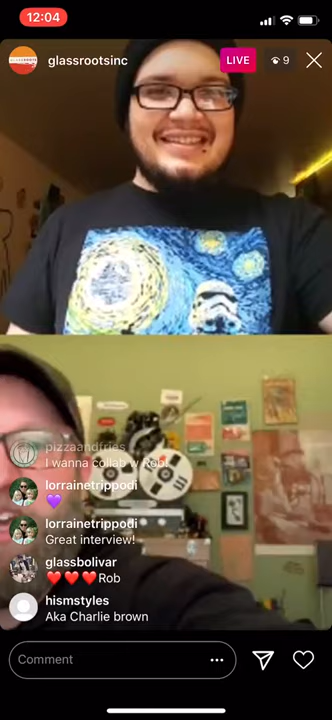 12:04
glassrootsinc
LIVE
9
pizzaandfries
I wanna collab w Rob!
lorrainetrippodi
💜
lorrainetrippodi
Great interview!
glassbolivar
❤️❤️❤️Rob
hismstyles
Aka Charlie brown
Comment